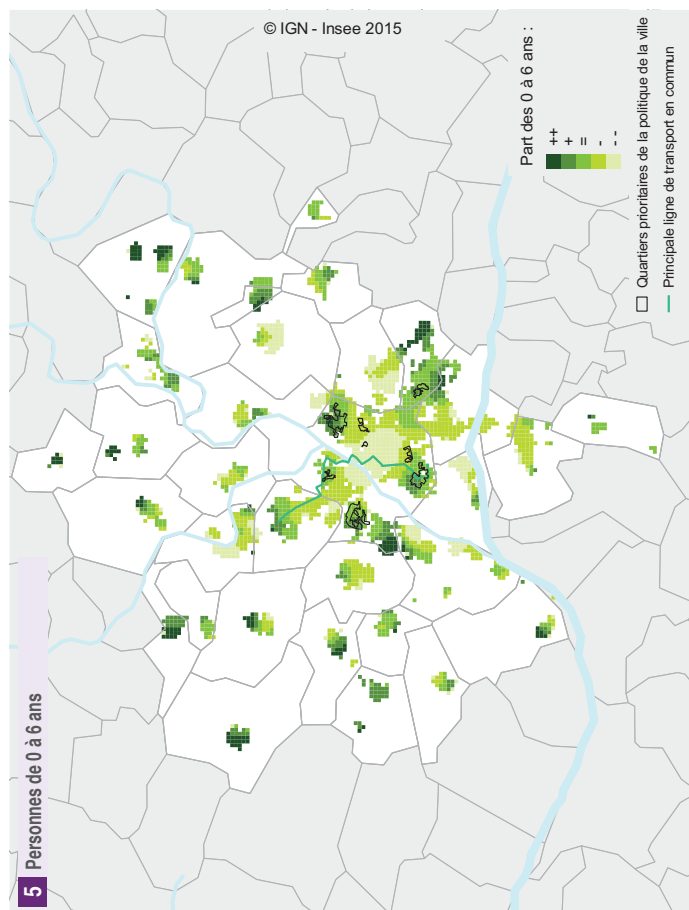 5 Personnes de 0 à 6 ans
© IGN - Insee 2015
Part des 0 à 6 ans :
++
+
=
-
--
Quartiers prioritaires de la politique de la ville
Principale ligne de transport en commun